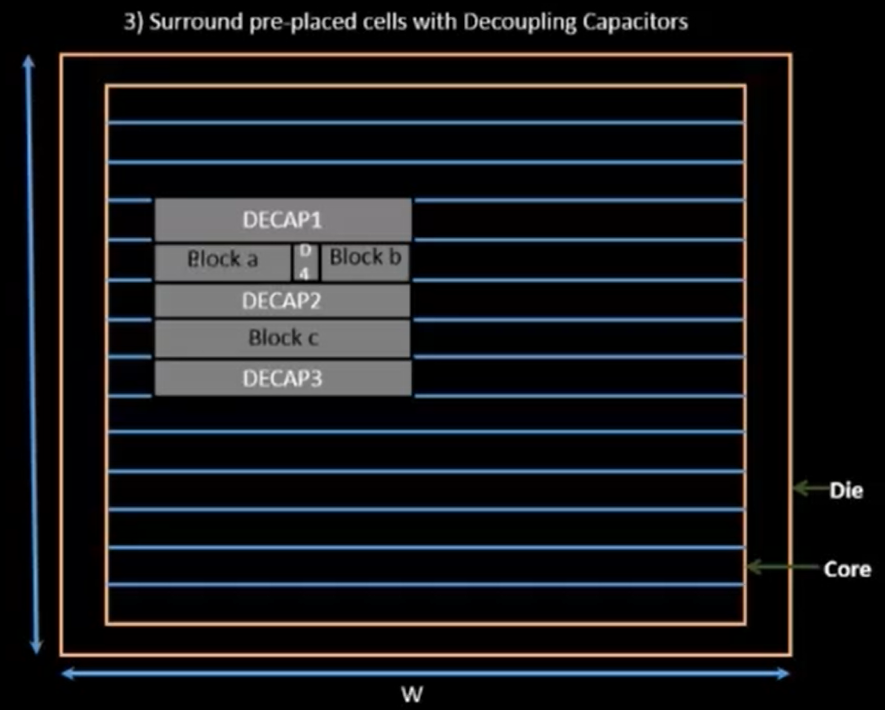 3) Surround pre-placed cells with Decoupling Capacitors
DECAP1
Block a
D
4
Block b
DECAP2
Block c
DECAP3
Die
Core
W